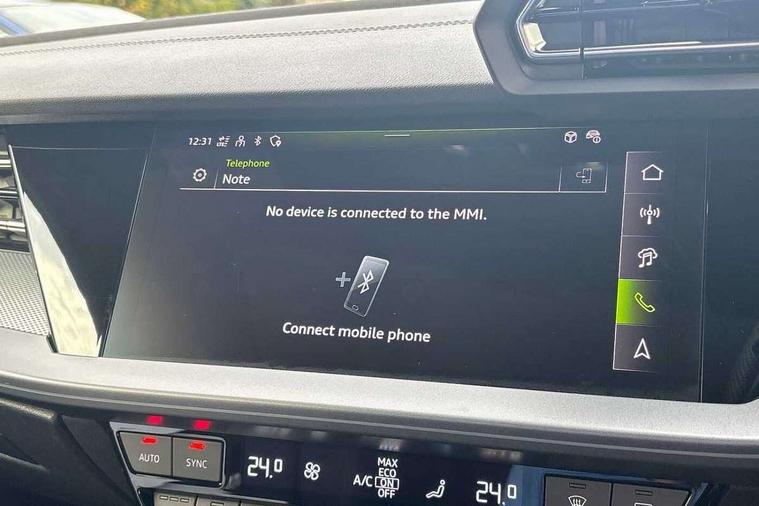 12:31
Telephone
Note
No device is connected to the MMI.
Connect mobile phone
AUTO
SYNC
24.0
A/C
MAX
ECO
ON
OFF
24.0